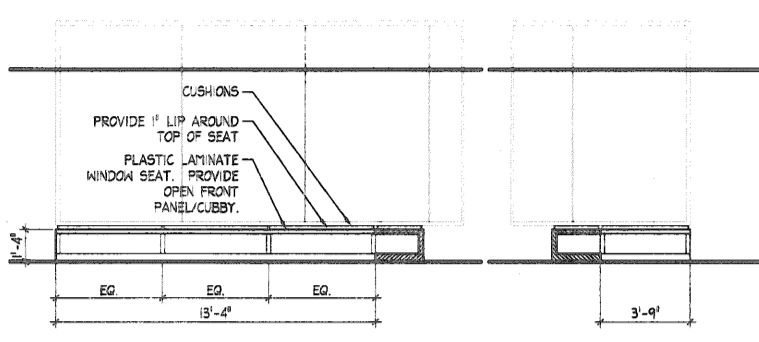 CUSHIONS
PROVIDE 1" LIP AROUND
TOP OF SEAT
PLASTIC LAMINATE
WINDOW SEAT. PROVIDE
OPEN FRONT
PANEL/CUBBY.
1'-4"
EQ. EQ. EQ.
13'-4"
3'-9"